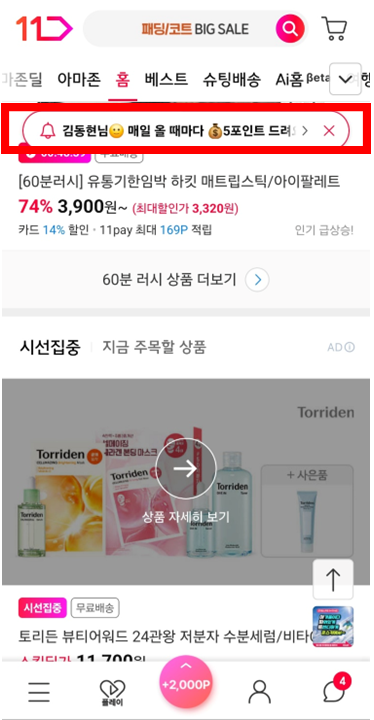 11
패딩/코트 BIG SALE
마존딜 아마존 홈 베스트 슈팅배송 Ai홈 Beta 여행
김동현님 매일 올 때마다 5포인트 드려요
무료배송
[60분러시] 유통기한임박 하킷 매트립스틱/아이팔레트
74% 3,900원~ (최대할인가 3,320원)
카드 14% 할인 · 11pay 최대 169P 적립
인기 급상승!
60분 러시 상품 더보기
시선집중 지금 주목할 상품
AD
Torriden
Torriden
Torriden
+ 사은품
상품 자세히 보기
시선집중 무료배송
토리든 뷰티어워드 24관왕 저분자 수분세럼/비타
11,700원
플레이
+2,000P
4